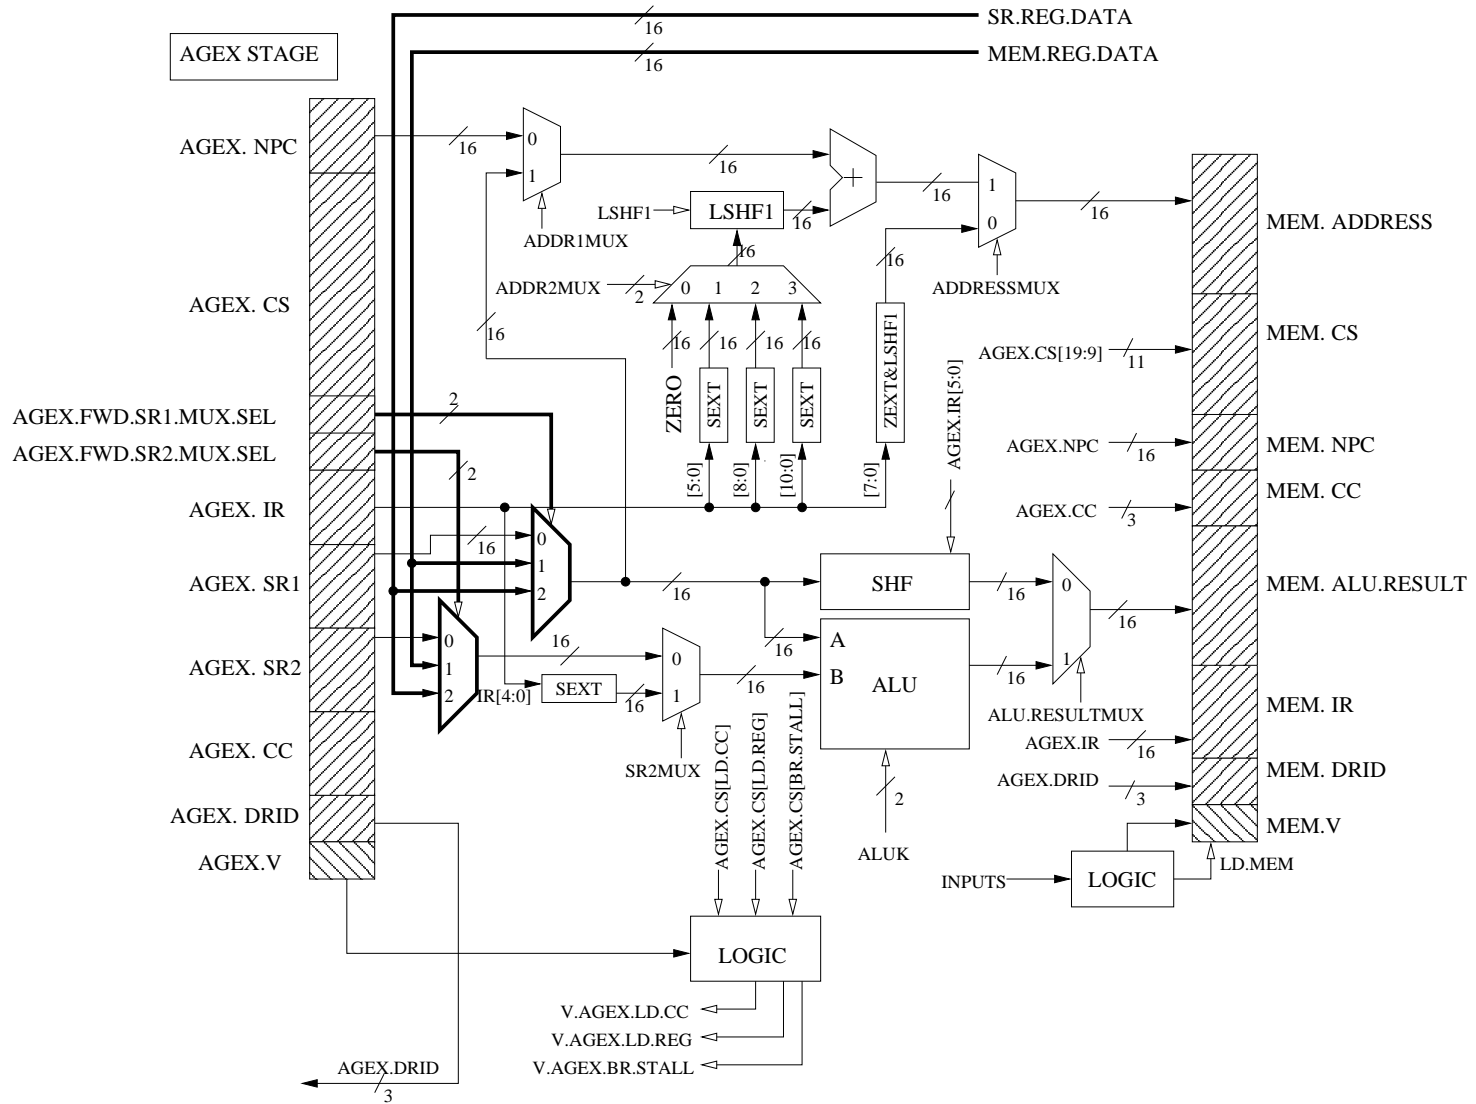 SR.REG.DATA
16
AGEX STAGE
MEM.REG.DATA
16
AGEX. NPC
16
0
1
16
+
16
1
0
16
LSHF1
LSHF1
16
ADDR1MUX
16
16
MEM. ADDRESS
ADDR2MUX
2
0 1 2 3
ADDRESSMUX
AGEX. CS
16
16 16 16 16
ZERO
SEXT
SEXT
SEXT
ZEXT&LSHF1
AGEX.IR[5:0]
AGEX.CS[19:9]
11
MEM. CS
AGEX.FWD.SR1.MUX.SEL
2
AGEX.FWD.SR2.MUX.SEL
2
[5:0]
[8:0]
[10:0]
[7:0]
AGEX.NPC
16
MEM. NPC
AGEX. IR
AGEX.CC
3
MEM. CC
16
0
1
2
AGEX. SR1
16
SHF
16
0
1
16
MEM. ALU.RESULT
AGEX. SR2
0
1
2
16
IR[4:0]
SEXT
16
0
1
16
16
A
B
ALU
16
ALU.RESULTMUX
MEM. IR
AGEX.IR
16
AGEX. CC
SR2MUX
AGEX.CS[LD.CC]
AGEX.CS[LD.REG]
AGEX.CS[BR.STALL]
2
ALUK
AGEX.DRID
3
MEM. DRID
AGEX. DRID
MEM.V
AGEX.V
INPUTS
LOGIC
LD.MEM
LOGIC
V.AGEX.LD.CC
V.AGEX.LD.REG
V.AGEX.BR.STALL
AGEX.DRID
3